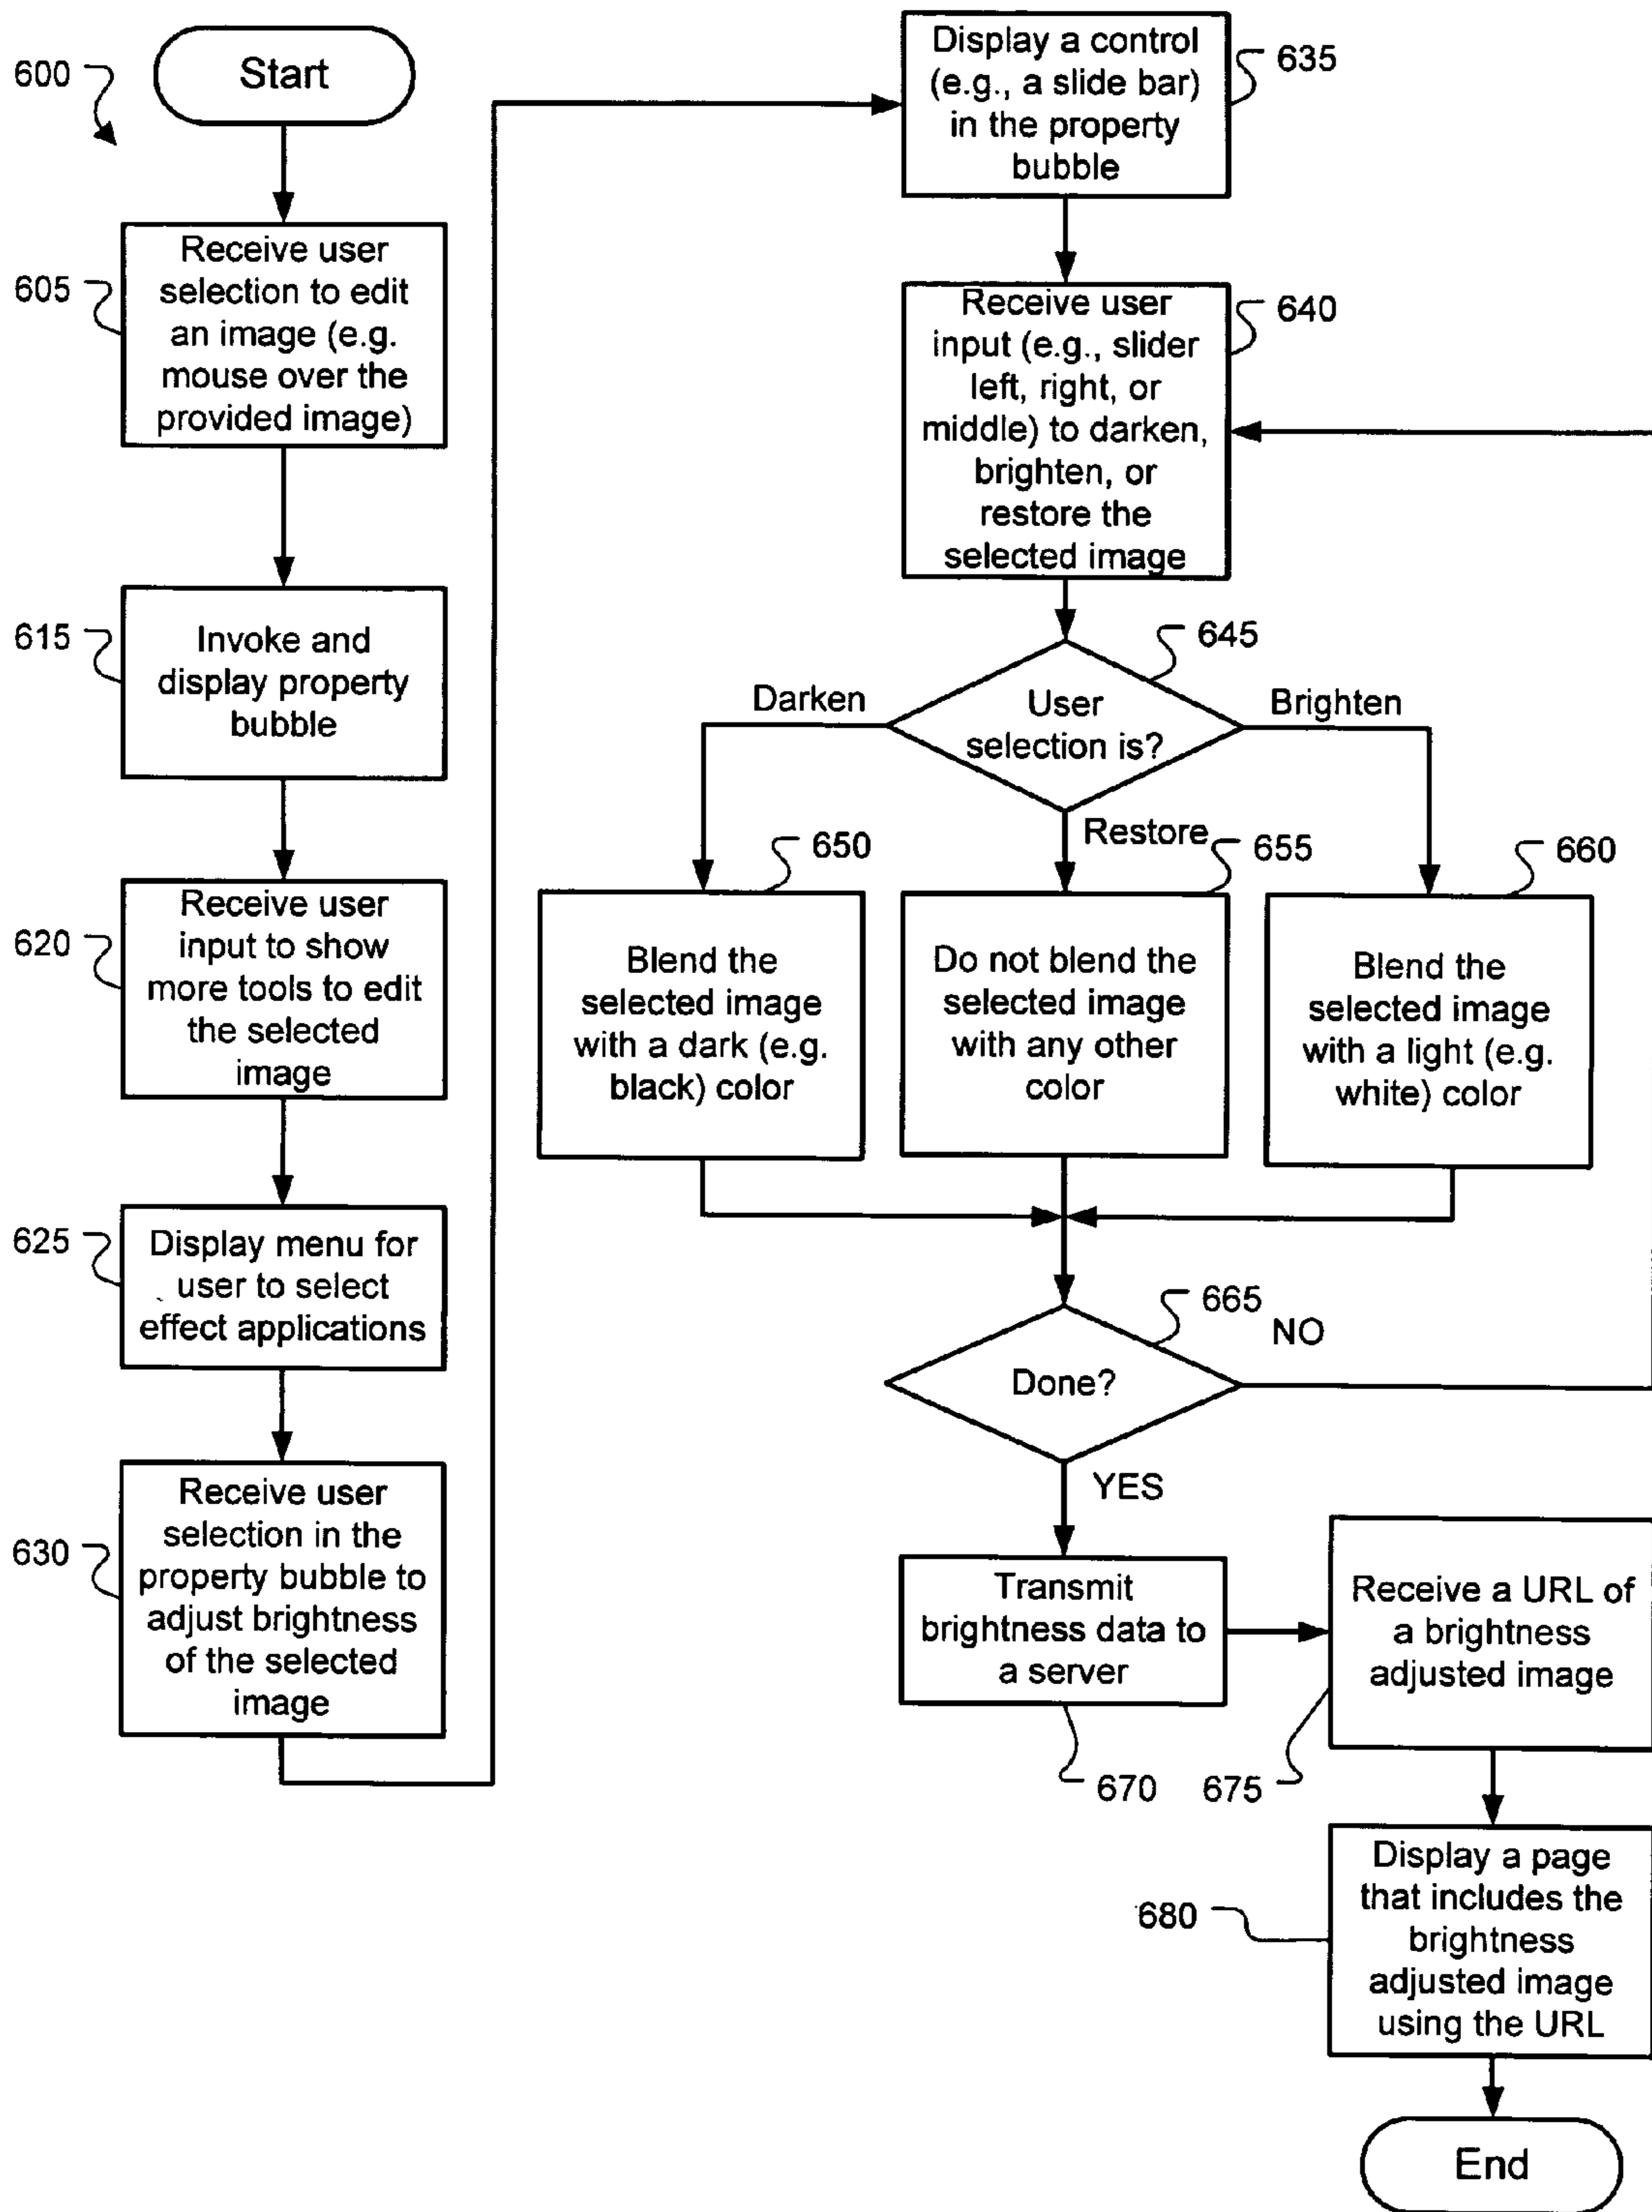 600
Start
605
Receive user
selection to edit
an image (e.g.
mouse over the
provided image)
615
Invoke and
display property
bubble
620
Receive user
input to show
more tools to edit
the selected
image
625
Display menu for
user to select
effect applications
630
Receive user
selection in the
property bubble to
adjust brightness
of the selected
image
Display a control
(e.g., a slide bar)
in the property
bubble
635
Receive user
input (e.g., slider
left, right, or
middle) to darken,
brighten, or
restore the
selected image
640
645
User
selection is?
Darken
Brighten
Restore
650
Blend the
selected image
with a dark (e.g.
black) color
655
Do not blend the
selected image
with any other
color
660
Blend the
selected image
with a light (e.g.
white) color
665
Done?
NO
YES
Transmit
brightness data to
a server
670
Receive a URL of
a brightness
adjusted image
675
680
Display a page
that includes the
brightness
adjusted image
using the URL
End